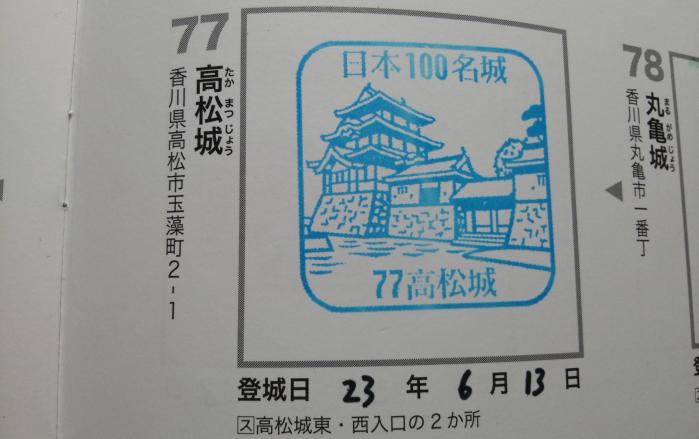 77
高松城
たかまつじょう
香川県高松市玉藻町2-1
日本100名城
77高松城
登城日 23 年 6 月 13 日
ス高松城東・西入口の2か所
78
丸亀城
まるがめじょう
香川県丸亀市一番丁